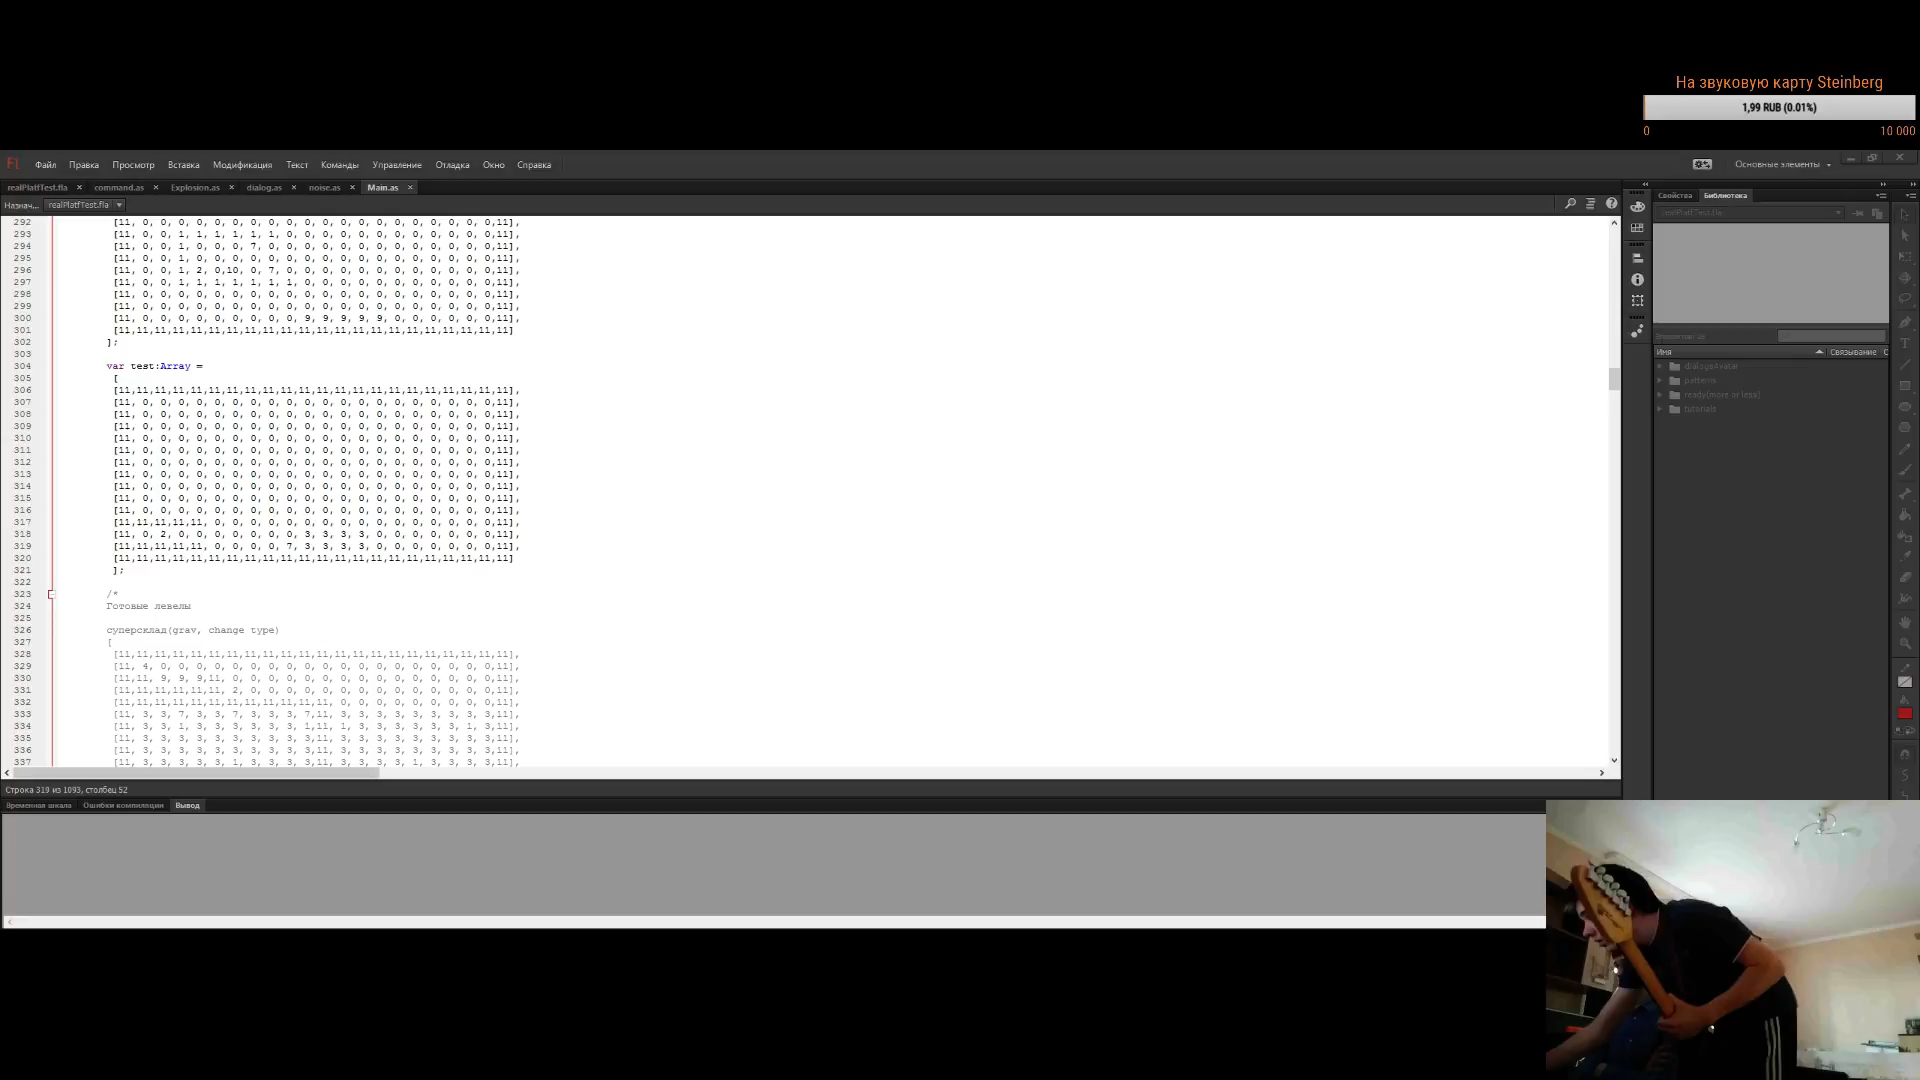 На звуковую карту Steinberg
1,99 RUB (0.01%)
0 10 000
Fl Файл Правка Просмотр Вставка Модификация Текст Команды Управление Отладка Окно Справка
Основные элементы
realPlatfTest.fla command.as Explosion.as dialog.as noise.as Main.as
Назнач... realPlatfTest.fla
292 [11, 0, 0, 0, 0, 0, 0, 0, 0, 0, 0, 0, 0, 0, 0, 0, 0, 0, 0, 0, 0,11],
293 [11, 0, 0, 1, 1, 1, 1, 1, 1, 0, 0, 0, 0, 0, 0, 0, 0, 0, 0, 0, 0,11],
294 [11, 0, 0, 1, 0, 0, 0, 7, 0, 0, 0, 0, 0, 0, 0, 0, 0, 0, 0, 0, 0,11],
295 [11, 0, 0, 1, 0, 0, 0, 0, 0, 0, 0, 0, 0, 0, 0, 0, 0, 0, 0, 0, 0,11],
296 [11, 0, 0, 1, 2, 0,10, 0, 7, 0, 0, 0, 0, 0, 0, 0, 0, 0, 0, 0, 0,11],
297 [11, 0, 0, 1, 1, 1, 1, 1, 1, 1, 0, 0, 0, 0, 0, 0, 0, 0, 0, 0, 0,11],
298 [11, 0, 0, 0, 0, 0, 0, 0, 0, 0, 0, 0, 0, 0, 0, 0, 0, 0, 0, 0, 0,11],
299 [11, 0, 0, 0, 0, 0, 0, 0, 0, 0, 0, 0, 0, 0, 0, 0, 0, 0, 0, 0, 0,11],
300 [11, 0, 0, 0, 0, 0, 0, 0, 0, 0, 9, 9, 9, 9, 9, 0, 0, 0, 0, 0, 0,11],
301 [11,11,11,11,11,11,11,11,11,11,11,11,11,11,11,11,11,11,11,11,11,11]
302 ];
303
304 var test:Array =
305 [
306 [11,11,11,11,11,11,11,11,11,11,11,11,11,11,11,11,11,11,11,11,11,11],
307 [11, 0, 0, 0, 0, 0, 0, 0, 0, 0, 0, 0, 0, 0, 0, 0, 0, 0, 0, 0, 0,11],
308 [11, 0, 0, 0, 0, 0, 0, 0, 0, 0, 0, 0, 0, 0, 0, 0, 0, 0, 0, 0, 0,11],
309 [11, 0, 0, 0, 0, 0, 0, 0, 0, 0, 0, 0, 0, 0, 0, 0, 0, 0, 0, 0, 0,11],
310 [11, 0, 0, 0, 0, 0, 0, 0, 0, 0, 0, 0, 0, 0, 0, 0, 0, 0, 0, 0, 0,11],
311 [11, 0, 0, 0, 0, 0, 0, 0, 0, 0, 0, 0, 0, 0, 0, 0, 0, 0, 0, 0, 0,11],
312 [11, 0, 0, 0, 0, 0, 0, 0, 0, 0, 0, 0, 0, 0, 0, 0, 0, 0, 0, 0, 0,11],
313 [11, 0, 0, 0, 0, 0, 0, 0, 0, 0, 0, 0, 0, 0, 0, 0, 0, 0, 0, 0, 0,11],
314 [11, 0, 0, 0, 0, 0, 0, 0, 0, 0, 0, 0, 0, 0, 0, 0, 0, 0, 0, 0, 0,11],
315 [11, 0, 0, 0, 0, 0, 0, 0, 0, 0, 0, 0, 0, 0, 0, 0, 0, 0, 0, 0, 0,11],
316 [11, 0, 0, 0, 0, 0, 0, 0, 0, 0, 0, 0, 0, 0, 0, 0, 0, 0, 0, 0, 0,11],
317 [11,11,11,11,11, 0, 0, 0, 0, 0, 0, 0, 0, 0, 0, 0, 0, 0, 0, 0, 0,11],
318 [11, 0, 2, 0, 0, 0, 0, 0, 0, 0, 3, 3, 3, 3, 0, 0, 0, 0, 0, 0, 0,11],
319 [11,11,11,11,11, 0, 0, 0, 0, 7, 3, 3, 3, 3, 0, 0, 0, 0, 0, 0, 0,11],
320 [11,11,11,11,11,11,11,11,11,11,11,11,11,11,11,11,11,11,11,11,11,11]
321 ];
322
323 /*
324 Готовые левелы
325
326 суперсклад(grav, change type)
327 [
328 [11,11,11,11,11,11,11,11,11,11,11,11,11,11,11,11,11,11,11,11,11,11],
329 [11, 4, 0, 0, 0, 0, 0, 0, 0, 0, 0, 0, 0, 0, 0, 0, 0, 0, 0, 0, 0,11],
330 [11,11, 9, 9, 9,11, 0, 0, 0, 0, 0, 0, 0, 0, 0, 0, 0, 0, 0, 0, 0,11],
331 [11,11,11,11,11,11, 2, 0, 0, 0, 0, 0, 0, 0, 0, 0, 0, 0, 0, 0, 0,11],
332 [11,11,11,11,11,11,11,11,11,11,11,11, 0, 0, 0, 0, 0, 0, 0, 0, 0,11],
333 [11, 3, 3, 7, 3, 3, 7, 3, 3, 3, 7,11, 3, 3, 3, 3, 3, 3, 3, 3, 3,11],
334 [11, 3, 3, 1, 3, 3, 3, 3, 3, 3, 1,11, 1, 3, 3, 3, 3, 3, 3, 1, 3,11],
335 [11, 3, 3, 3, 3, 3, 3, 3, 3, 3, 3,11, 3, 3, 3, 3, 3, 3, 3, 3, 3,11],
336 [11, 3, 3, 3, 3, 3, 3, 3, 3, 3, 3,11, 3, 3, 3, 3, 3, 3, 3, 3, 3,11],
337 [11, 3, 3, 3, 3, 3, 1, 3, 3, 3, 3,11, 3, 3, 3, 3, 1, 3, 3, 3, 3,11],
Строка 319 из 1093, столбец 52
Временная шкала Ошибки компиляции Вывод
Свойства Библиотека
realPlatfTest.fla
Имя Связывание
dialogsAvatar
patterns
ready(more or less)
tutorials